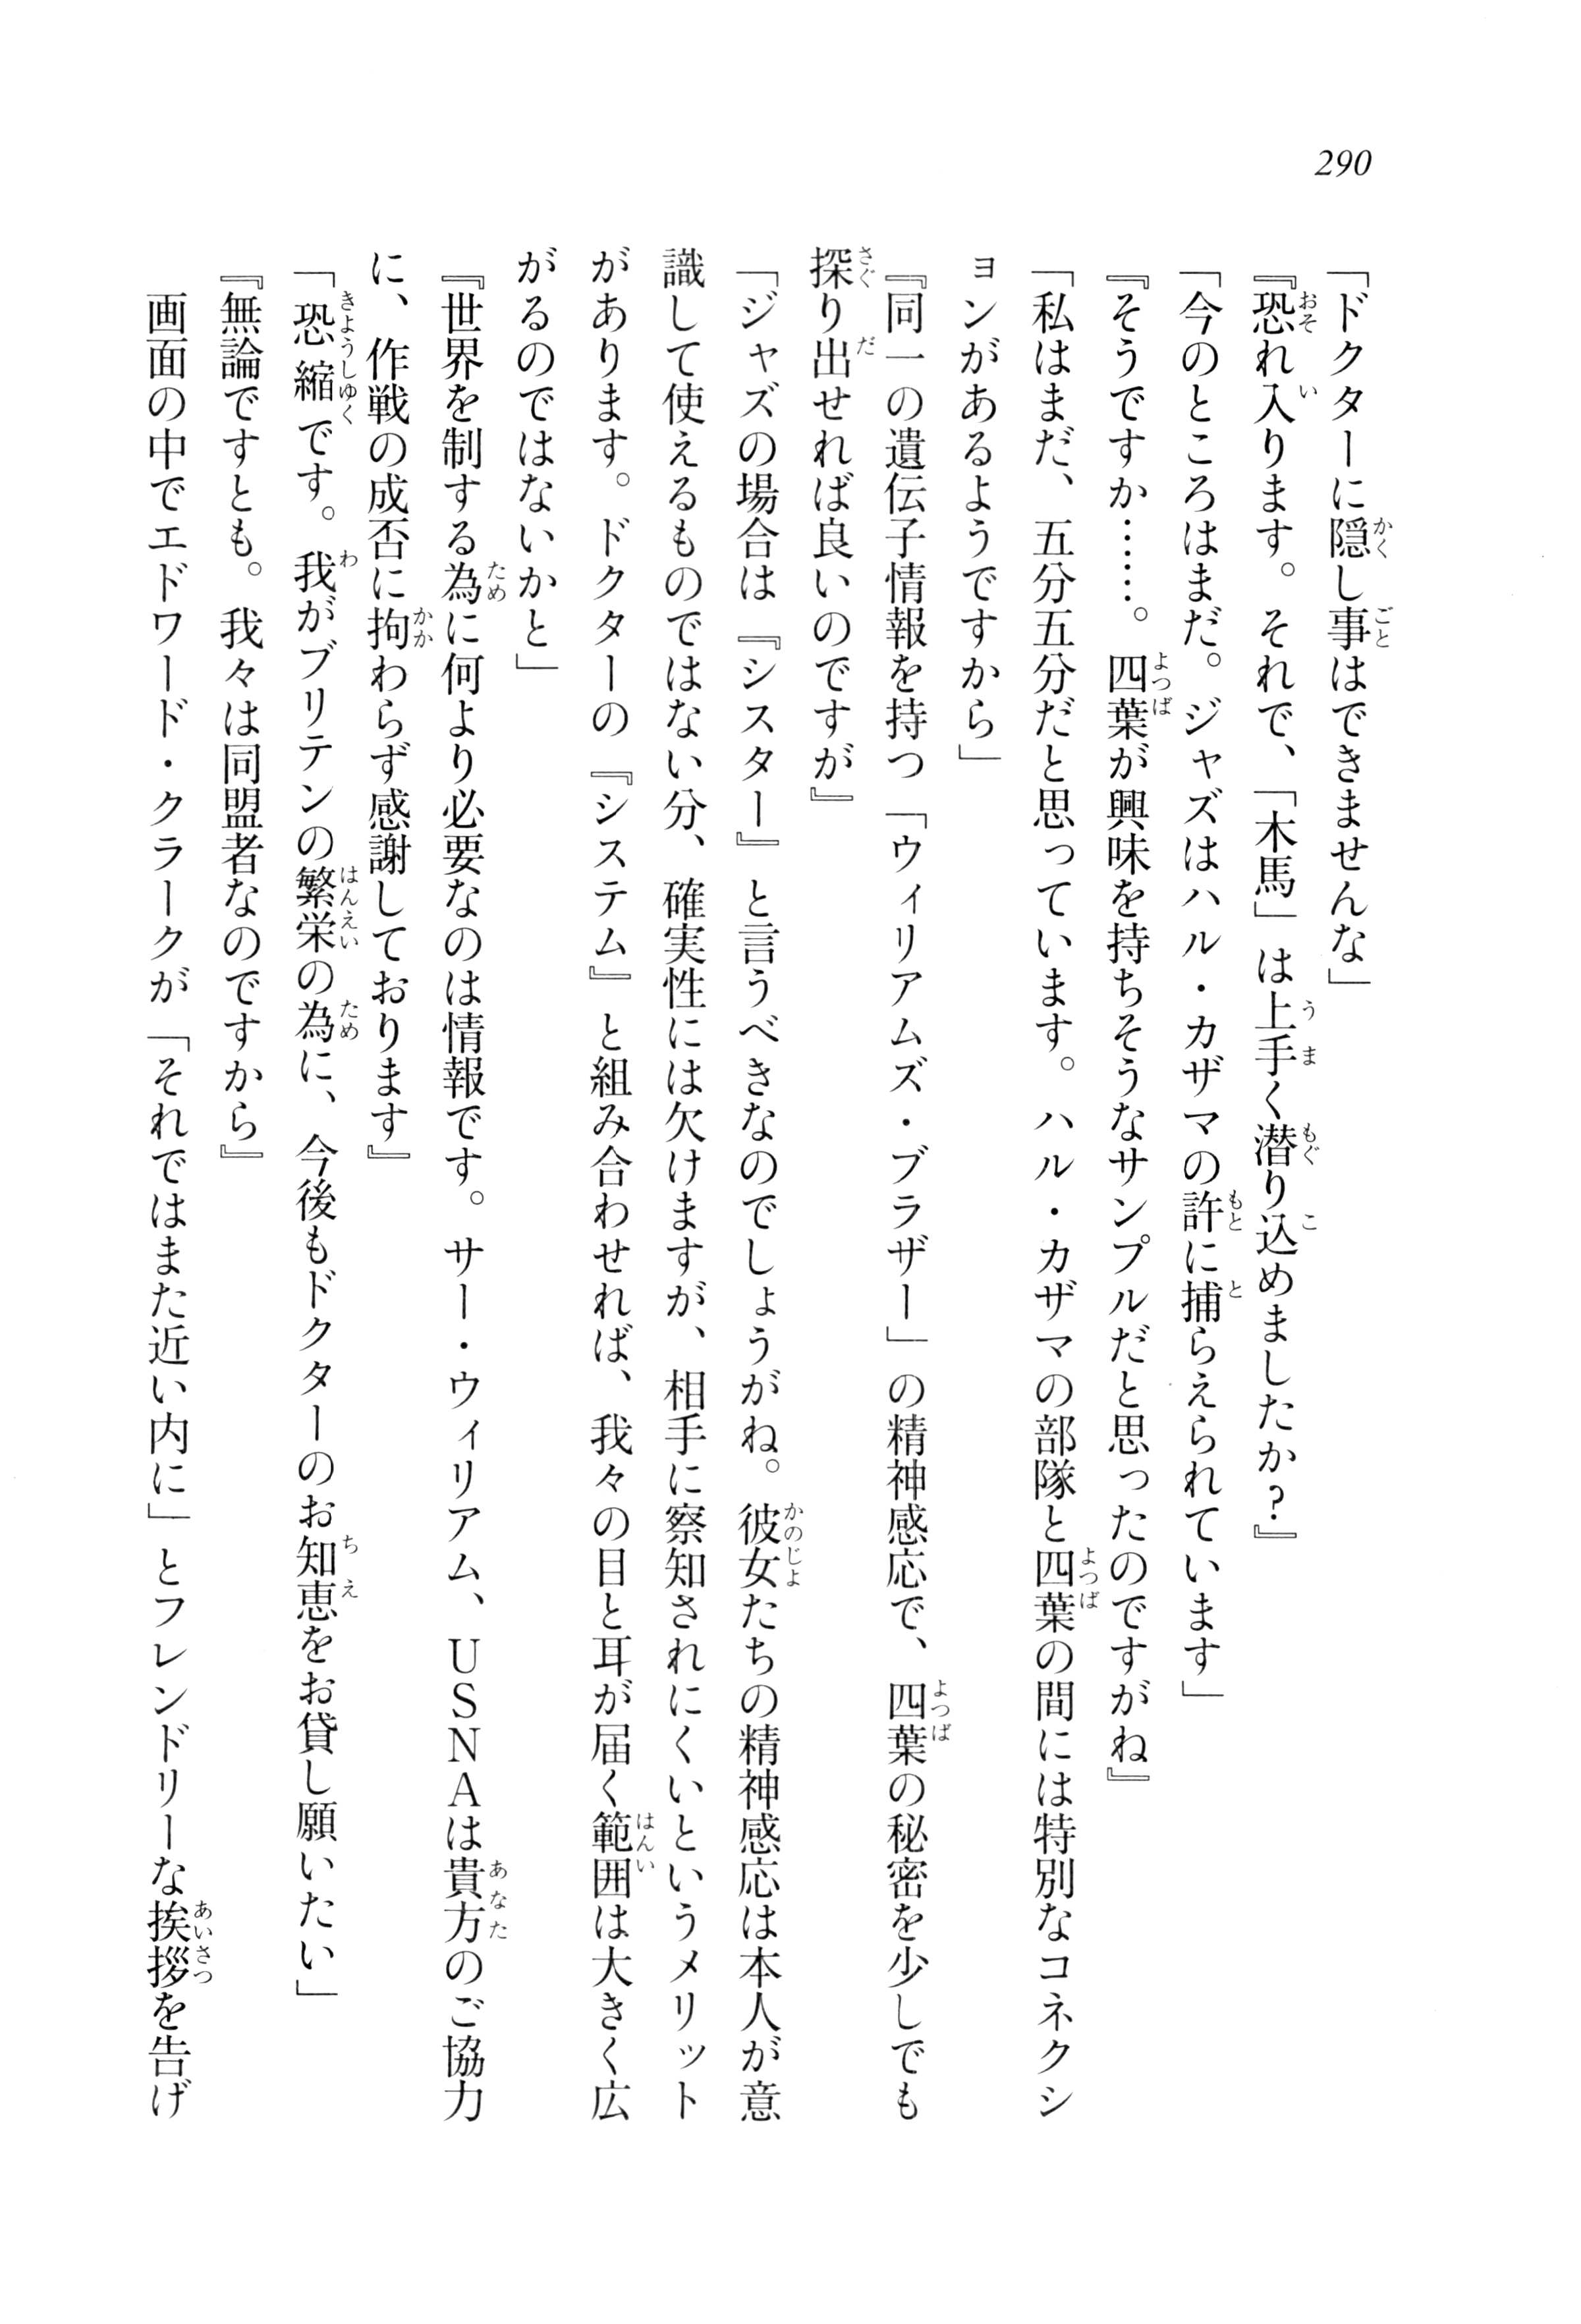 290
「ドクターに隠し事はできませんな」
『恐れ入ります。それで、「木馬」は上手く潜り込めましたか?』
「今のところはまだ。ジャズはハル・カザマの許に捕らえられています」
『そうですか……。四葉が興味を持ちそうなサンプルだと思ったのですがね』
「私はまだ、五分五分だと思っています。ハル・カザマの部隊と四葉の間には特別なコネクシ
ョンがあるようですから」
『同一の遺伝子情報を持つ「ウィリアムズ・ブラザー」の精神感応で、四葉の秘密を少しでも
探り出せれば良いのですが』
「ジャズの場合は『シスター』と言うべきなのでしょうがね。彼女たちの精神感応は本人が意
識して使えるものではない分、確実性には欠けますが、相手に察知されにくいというメリット
があります。ドクターの『システム』と組み合わせれば、我々の目と耳が届く範囲は大きく広
がるのではないかと」
『世界を制する為に何より必要なのは情報です。サー・ウィリアム、USNAは貴方のご協力
に、作戦の成否に拘わらず感謝しております』
「恐縮です。我がブリテンの繁栄の為に、今後もドクターのお知恵をお貸し願いたい」
『無論ですとも。我々は同盟者なのですから』
画面の中でエドワード・クラークが「それではまた近い内に」とフレンドリーな挨拶を告げ